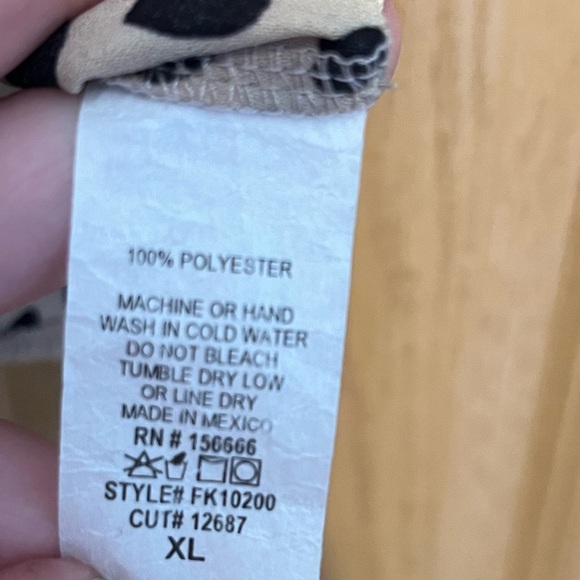 100% POLYESTER
MACHINE OR HAND
WASH IN COLD WATER
DO NOT BLEACH
TUMBLE DRY LOW
OR LINE DRY
MADE IN MEXICO
RN # 156666
STYLE# FK10200
CUT# 12687
XL